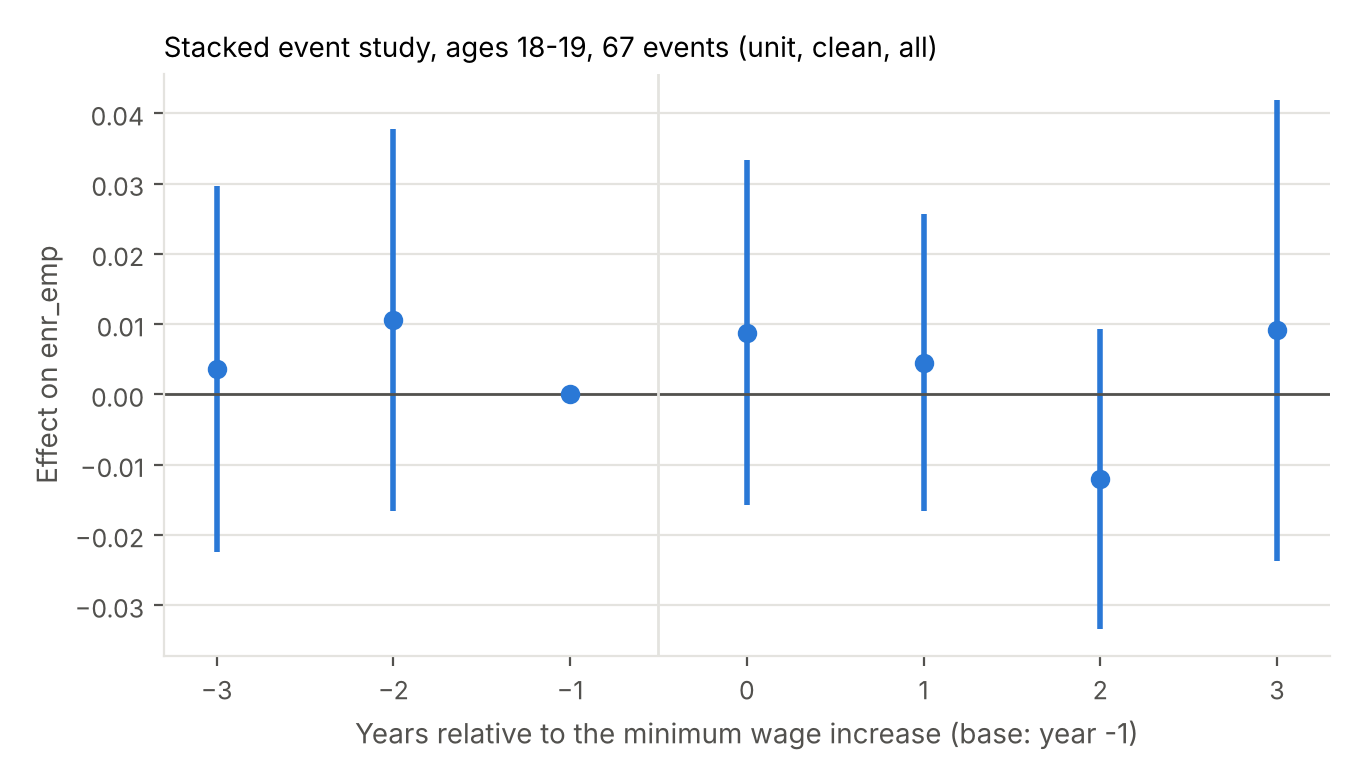 Stacked event study, ages 18-19, 67 events (unit, clean, all)
Effect on enr_emp
0.04
0.03
0.02
0.01
0.00
−0.01
−0.02
−0.03
−3 −2 −1 0 1 2 3
Years relative to the minimum wage increase (base: year -1)